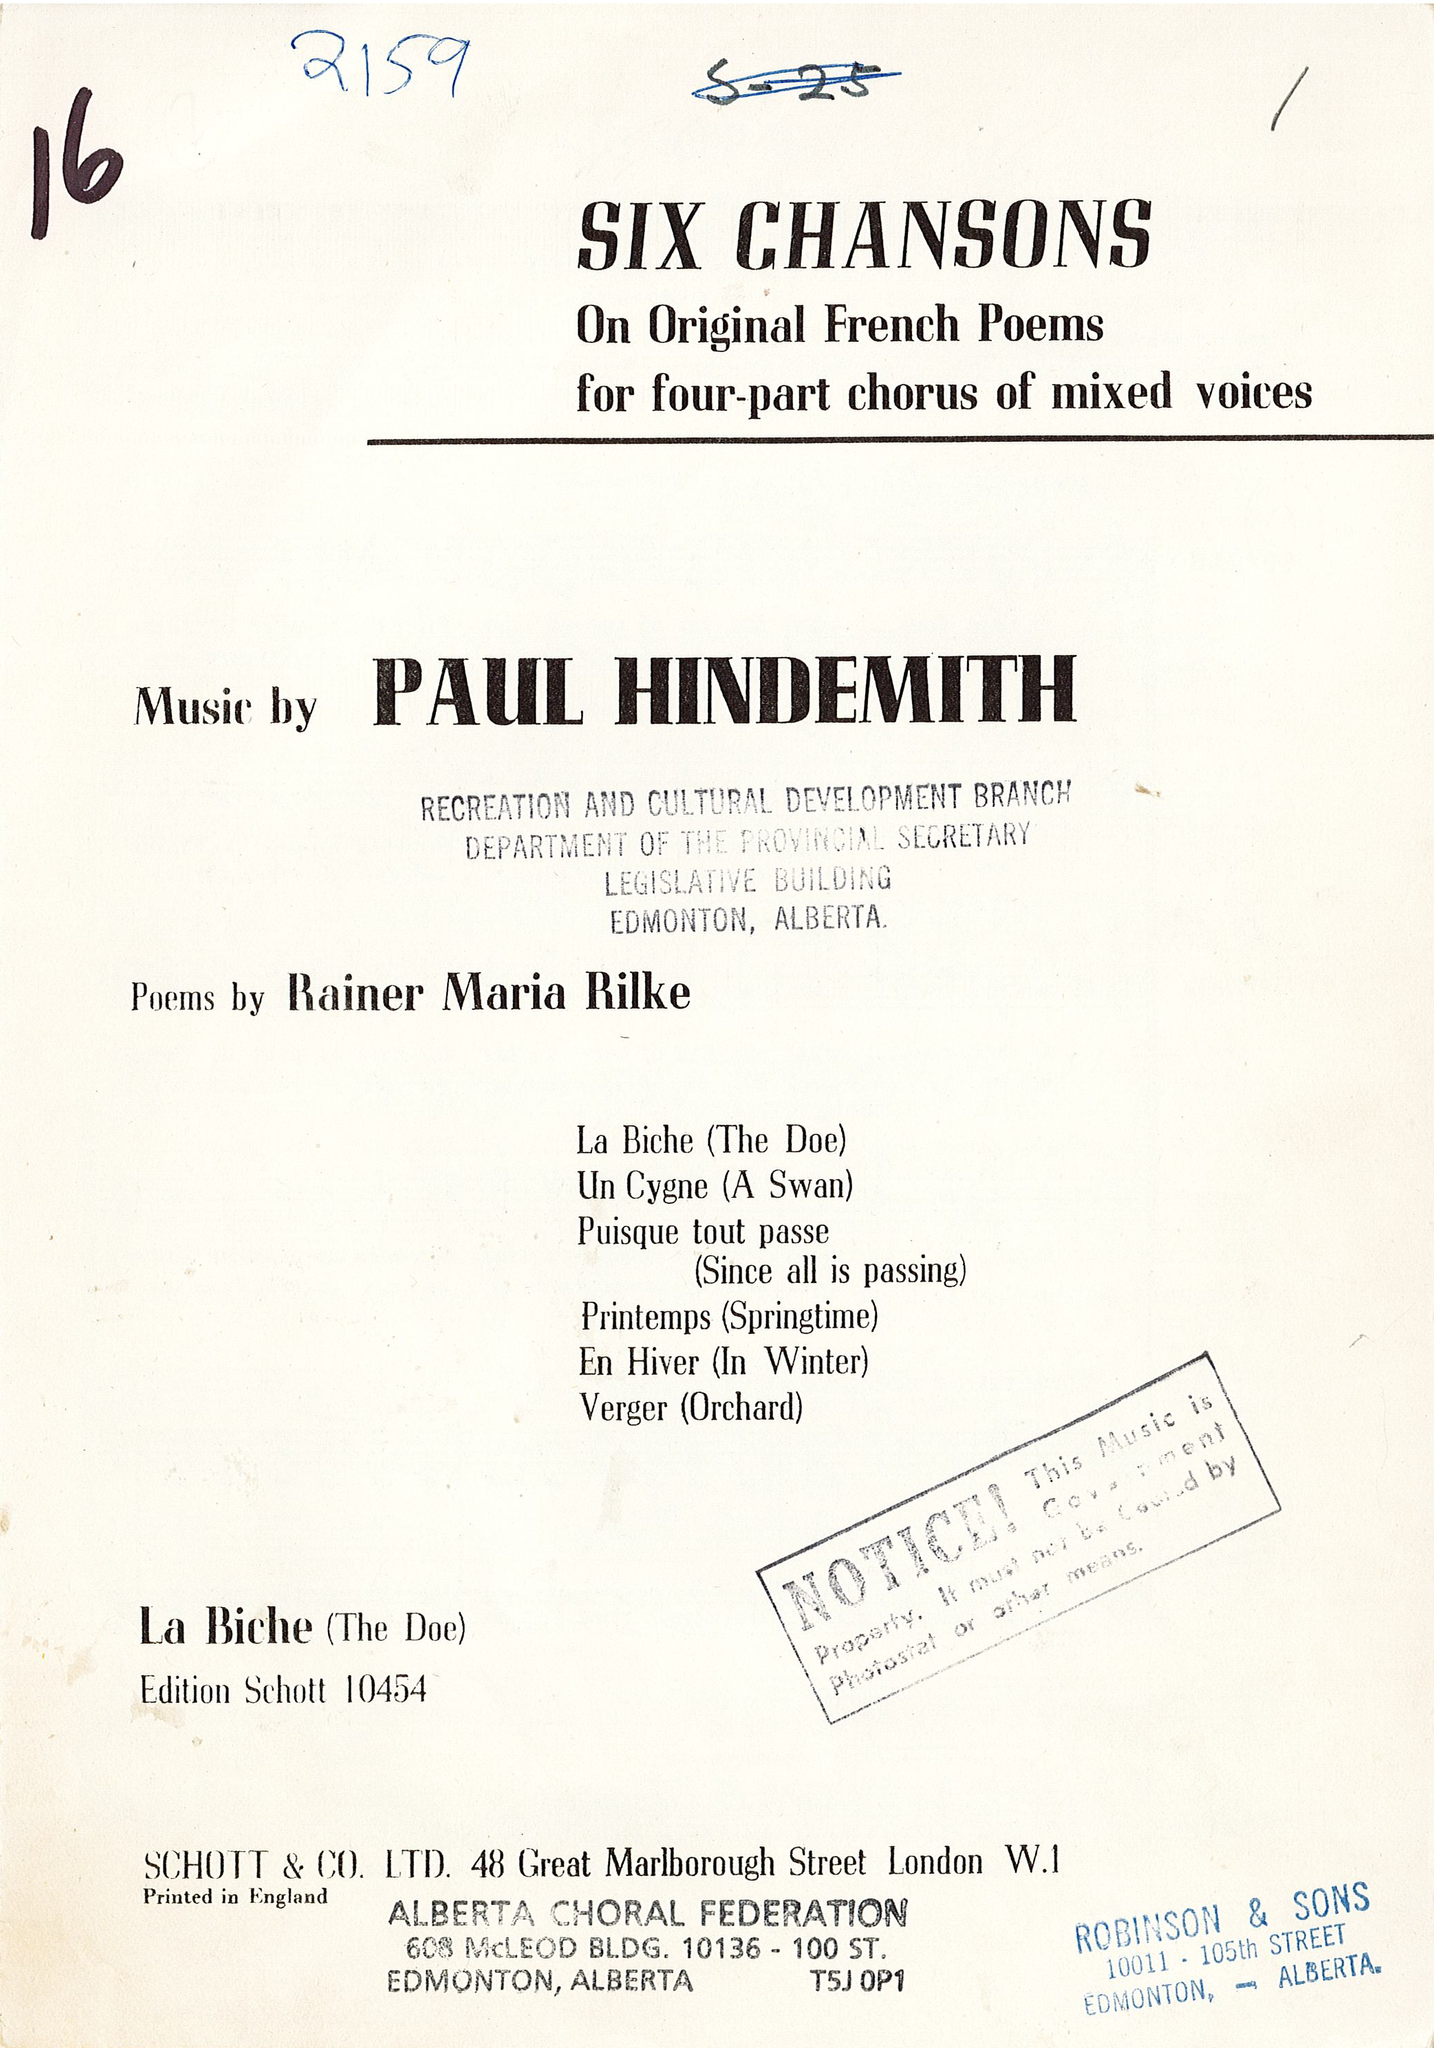 2159
S-25
/
16
SIX CHANSONS
On Original French Poems
for four-part chorus of mixed voices
Music by PAUL HINDEMITH
RECREATION AND CULTURAL DEVELOPMENT BRANCH
DEPARTMENT OF THE PROVINCIAL SECRETARY
LEGISLATIVE BUILDING
EDMONTON, ALBERTA.
Poems by Rainer Maria Rilke
La Biche (The Doe)
Un Cygne (A Swan)
Puisque tout passe
(Since all is passing)
Printemps (Springtime)
En Hiver (In Winter)
Verger (Orchard)
NOTICE! This Music is
Government
Property. It must not be Copied by
Photostat or other means.
La Biche (The Doe)
Edition Schott 10454
SCHOTT & CO. LTD. 48 Great Marlborough Street London W.1
Printed in England
ALBERTA CHORAL FEDERATION
608 McLEOD BLDG. 10136 - 100 ST.
EDMONTON, ALBERTA T5J 0P1
ROBINSON & SONS
10011 - 105th STREET
EDMONTON, - ALBERTA.